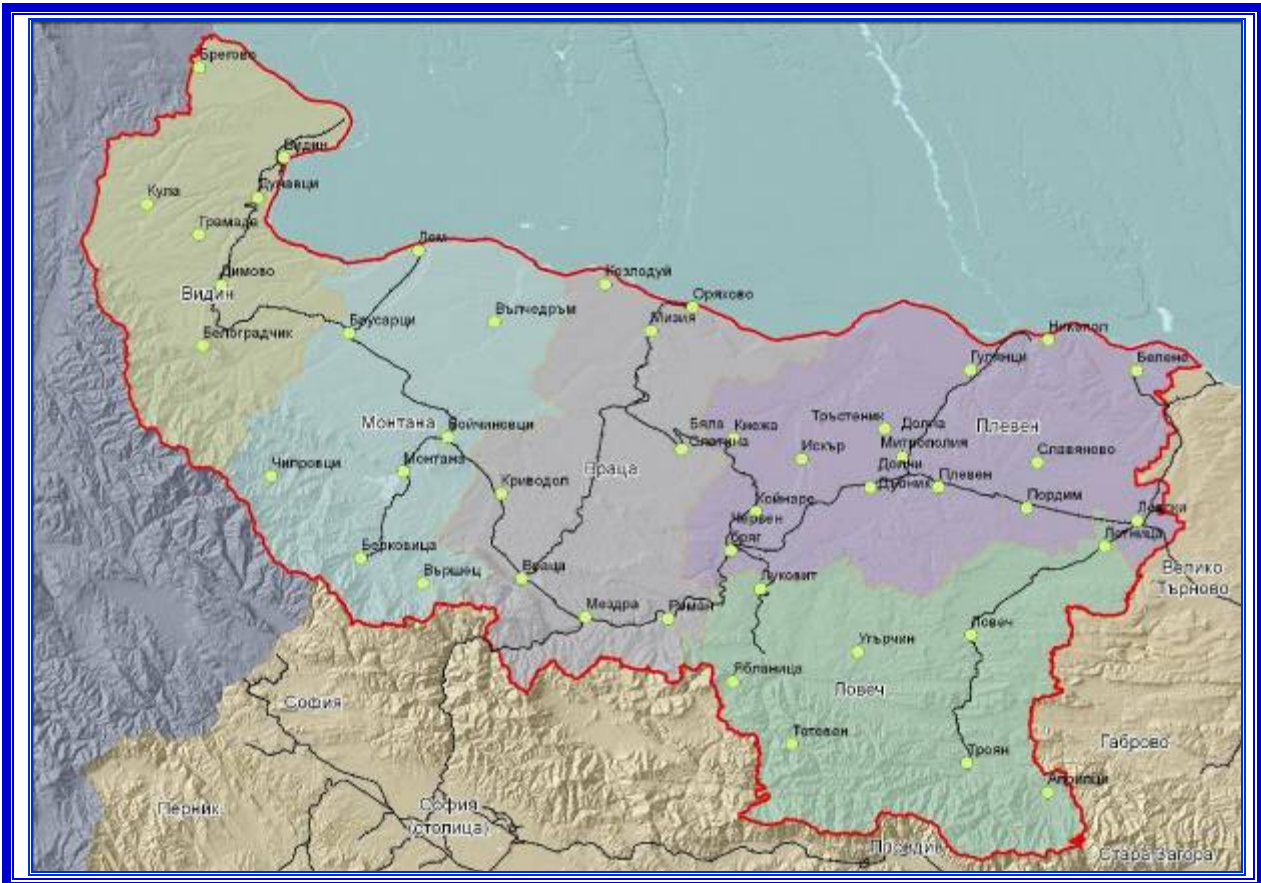 Брегово
Видин
Кула
Дунавци
Грамада
Лом
Димово
Козлодуй
Видин
Оряхово
Вълчедръм
Мизия
Брусарци
Никопол
Белоградчик
Гулянци
Белене
Тръстеник
Монтана
Бойчиновци
Бяла
Слатина
Кнежа
Долна
Митрополия
Плевен
Искър
Славяново
Чипровци
Монтана
Враца
Долни
Дъбник
Плевен
Криводол
Койнаре
Пордим
Левски
Червен
бряг
Летница
Берковица
Враца
Вършец
Луковит
Велико
Търново
Мездра
Роман
Ловеч
Угърчин
Ябланица
Ловеч
София
Тетевен
Троян
Габрово
Априлци
Перник
София
(столица)
Пловдив
Стара Загора